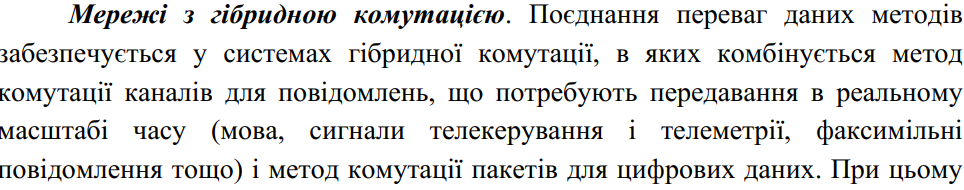 Мережі з гібридною комутацією. Поєднання переваг даних методів
забезпечується у системах гібридної комутації, в яких комбінується метод
комутації каналів для повідомлень, що потребують передавання в реальному
масштабі часу (мова, сигнали телекерування і телеметрії, факсимільні
повідомлення тощо) і метод комутації пакетів для цифрових даних. При цьому